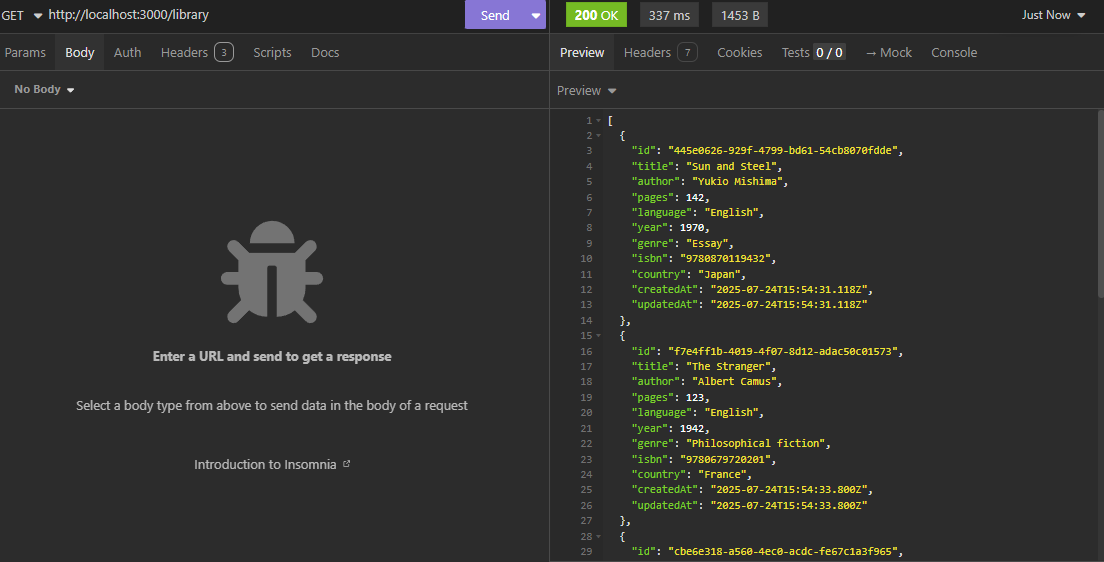 GET http://localhost:3000/library Send 200 OK 337 ms 1453 B Just Now
Params Body Auth Headers 3 Scripts Docs
Preview Headers 7 Cookies Tests 0 / 0 → Mock Console
No Body
Preview
Enter a URL and send to get a response
Select a body type from above to send data in the body of a request
Introduction to Insomnia
1 [
2 {
3 "id": "445e0626-929f-4799-bd61-54cb8070fdde",
4 "title": "Sun and Steel",
5 "author": "Yukio Mishima",
6 "pages": 142,
7 "language": "English",
8 "year": 1970,
9 "genre": "Essay",
10 "isbn": "9780870119432",
11 "country": "Japan",
12 "createdAt": "2025-07-24T15:54:31.118Z",
13 "updatedAt": "2025-07-24T15:54:31.118Z"
14 },
15 {
16 "id": "f7e4ff1b-4019-4f07-8d12-adac50c01573",
17 "title": "The Stranger",
18 "author": "Albert Camus",
19 "pages": 123,
20 "language": "English",
21 "year": 1942,
22 "genre": "Philosophical fiction",
23 "isbn": "9780679720201",
24 "country": "France",
25 "createdAt": "2025-07-24T15:54:33.800Z",
26 "updatedAt": "2025-07-24T15:54:33.800Z"
27 },
28 {
29 "id": "cbe6e318-a560-4ec0-acdc-fe67c1a3f965",